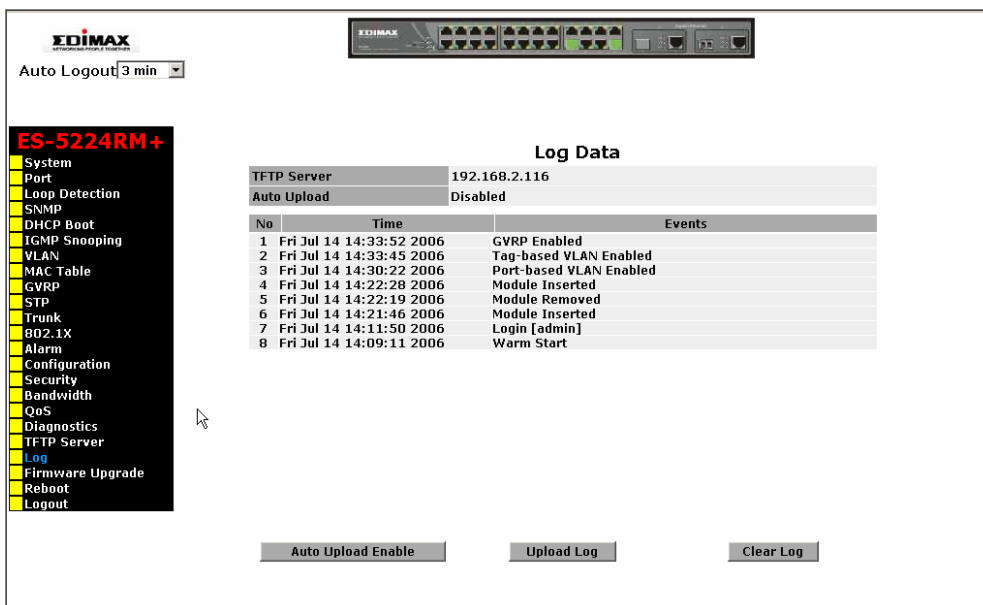 EDIMAX
NETWORKING PEOPLE TOGETHER
EDIMAX
Auto Logout 3 min
ES-5224RM+
System
Port
Loop Detection
SNMP
DHCP Boot
IGMP Snooping
VLAN
MAC Table
GVRP
STP
Trunk
802.1X
Alarm
Configuration
Security
Bandwidth
QoS
Diagnostics
TFTP Server
Log
Firmware Upgrade
Reboot
Logout
Log Data
TFTP Server 192.168.2.116
Auto Upload Disabled
No Time Events
1 Fri Jul 14 14:33:52 2006 GVRP Enabled
2 Fri Jul 14 14:33:45 2006 Tag-based VLAN Enabled
3 Fri Jul 14 14:30:22 2006 Port-based VLAN Enabled
4 Fri Jul 14 14:22:28 2006 Module Inserted
5 Fri Jul 14 14:22:19 2006 Module Removed
6 Fri Jul 14 14:21:46 2006 Module Inserted
7 Fri Jul 14 14:11:50 2006 Login [admin]
8 Fri Jul 14 14:09:11 2006 Warm Start
Auto Upload Enable Upload Log Clear Log